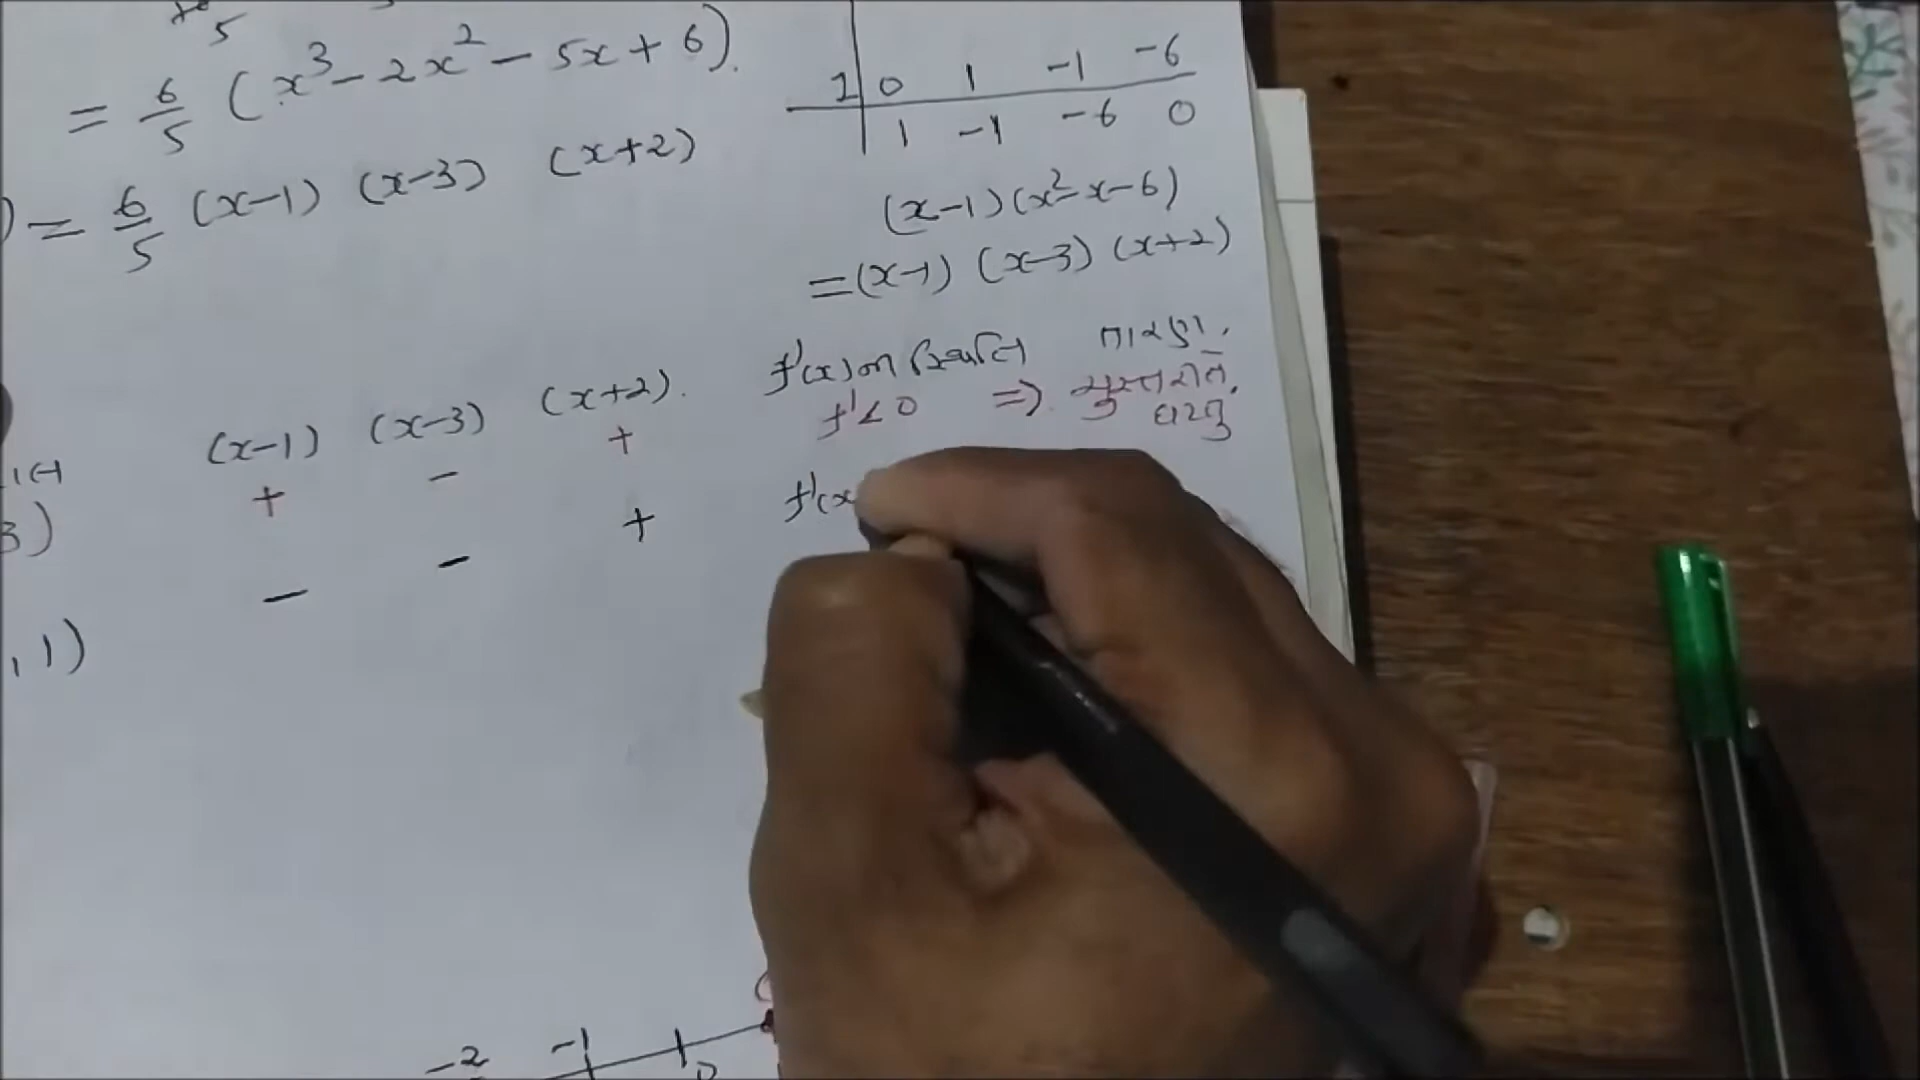 5
= 6/5 (x³ - 2x² - 5x + 6).
) = 6/5 (x-1) (x-3) (x+2)
1 | 0 1 -1 -6
1 -1 -6 0
(x-1)(x²-x-6)
= (x-1) (x-3) (x+2)
(x-1) (x-3) (x+2).
+ - +
3)
- - +
, 1)
f'(x)
f' < 0 ⇒
f'(x
-2 -1 0